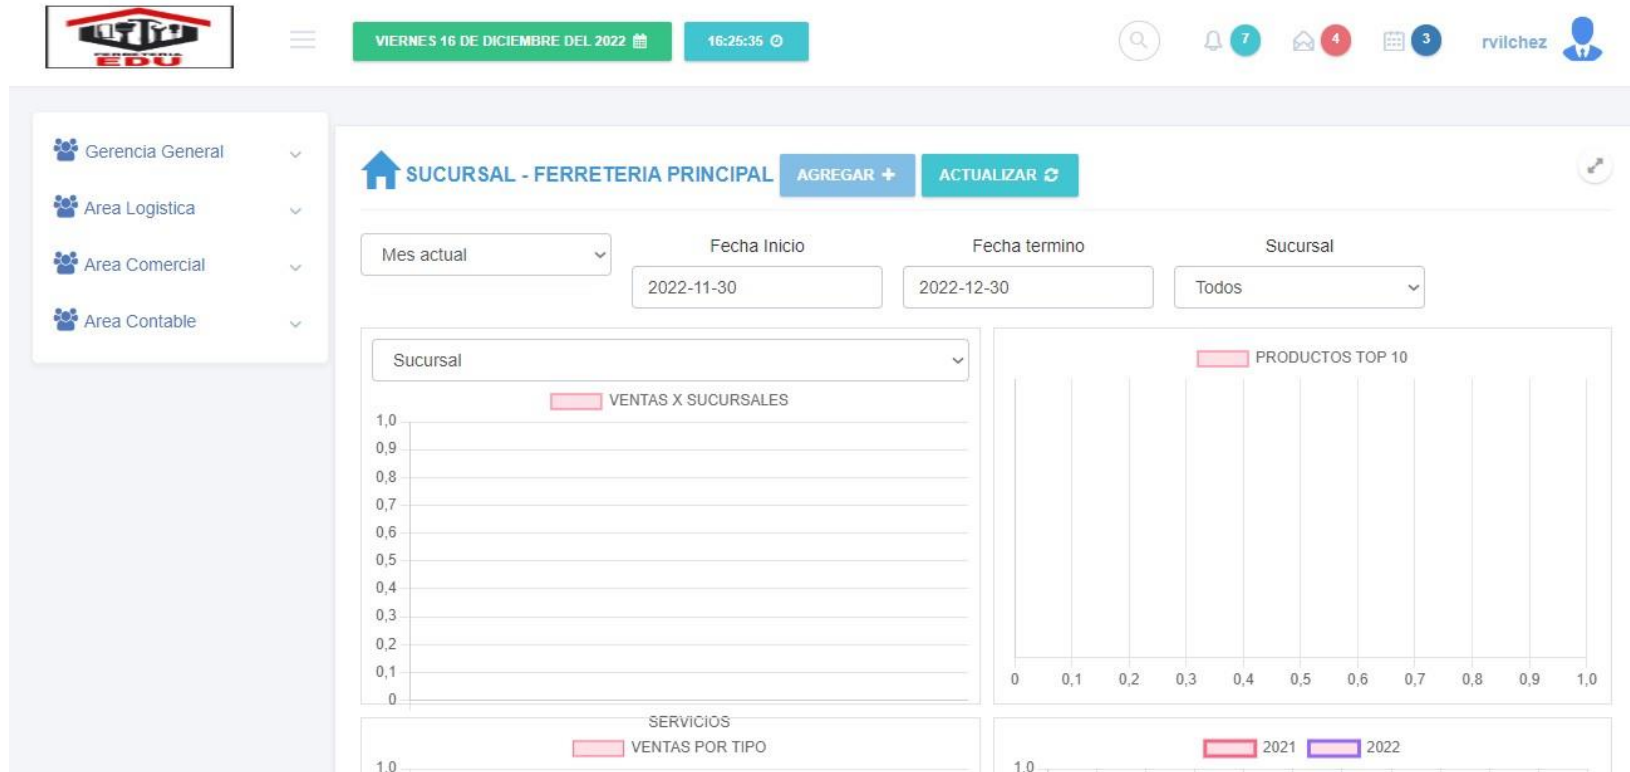 FERRETERIA
EDU
VIERNES 16 DE DICIEMBRE DEL 2022
16:25:35
7
4
3
rvilchez
Gerencia General
Area Logistica
Area Comercial
Area Contable
SUCURSAL - FERRETERIA PRINCIPAL
AGREGAR +
ACTUALIZAR
Mes actual
Fecha Inicio
2022-11-30
Fecha termino
2022-12-30
Sucursal
Todos
Sucursal
VENTAS X SUCURSALES
1,0
0,9
0,8
0,7
0,6
0,5
0,4
0,3
0,2
0,1
0
PRODUCTOS TOP 10
0 0,1 0,2 0,3 0,4 0,5 0,6 0,7 0,8 0,9 1,0
SERVICIOS
VENTAS POR TIPO
1,0
2021 2022
1,0